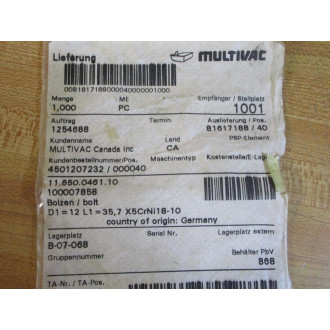 Lieferung MULTIVAC
00816171880000400000001000
Menge ME Empfänger / Stellplatz
1,000 PC 1001
Auftrag Termin Auslieferung / Pos.
1254688 81617188 / 40
Kundenname Land PSP-Element
MULTIVAC Canada Inc CA
Kundenbestellnummer/Pos. Maschinentyp Kostenstelle/E-Lage
4501207232 / 000040
11.650.0461.10
100007858
Bolzen / bolt
D1=12 L1=35,7 X5CrNi18-10
country of origin: Germany
Lagerplatz Serial Nr. Lagerplatz extern
B-07-068
Gruppennummer Behälter PbV
868
TA-Nr. / TA-Pos.